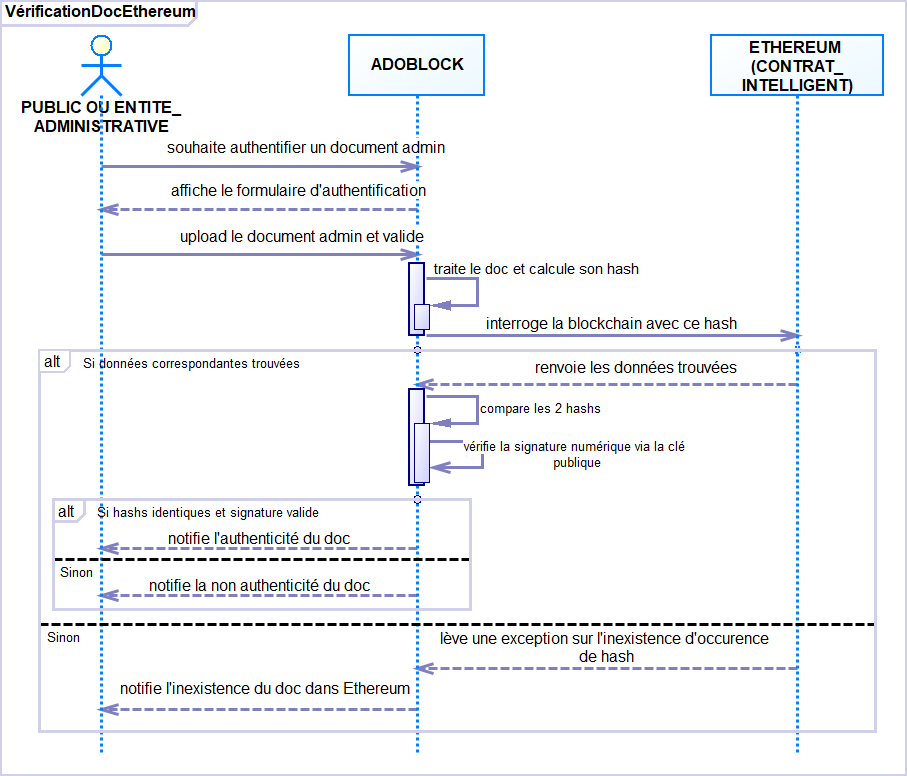 VérificationDocEthereum
PUBLIC OU ENTITE_
ADMINISTRATIVE
ADOBLOCK
ETHEREUM
(CONTRAT_
INTELLIGENT)
souhaite authentifier un document admin
affiche le formulaire d'authentification
upload le document admin et valide
traite le doc et calcule son hash
interroge la blockchain avec ce hash
alt
Si données correspondantes trouvées
renvoie les données trouvées
compare les 2 hashs
vérifie la signature numérique via la clé
publique
alt
Si hashs identiques et signature valide
notifie l'authenticité du doc
Sinon
notifie la non authenticité du doc
Sinon
lève une exception sur l'inexistence d'occurence
de hash
notifie l'inexistence du doc dans Ethereum